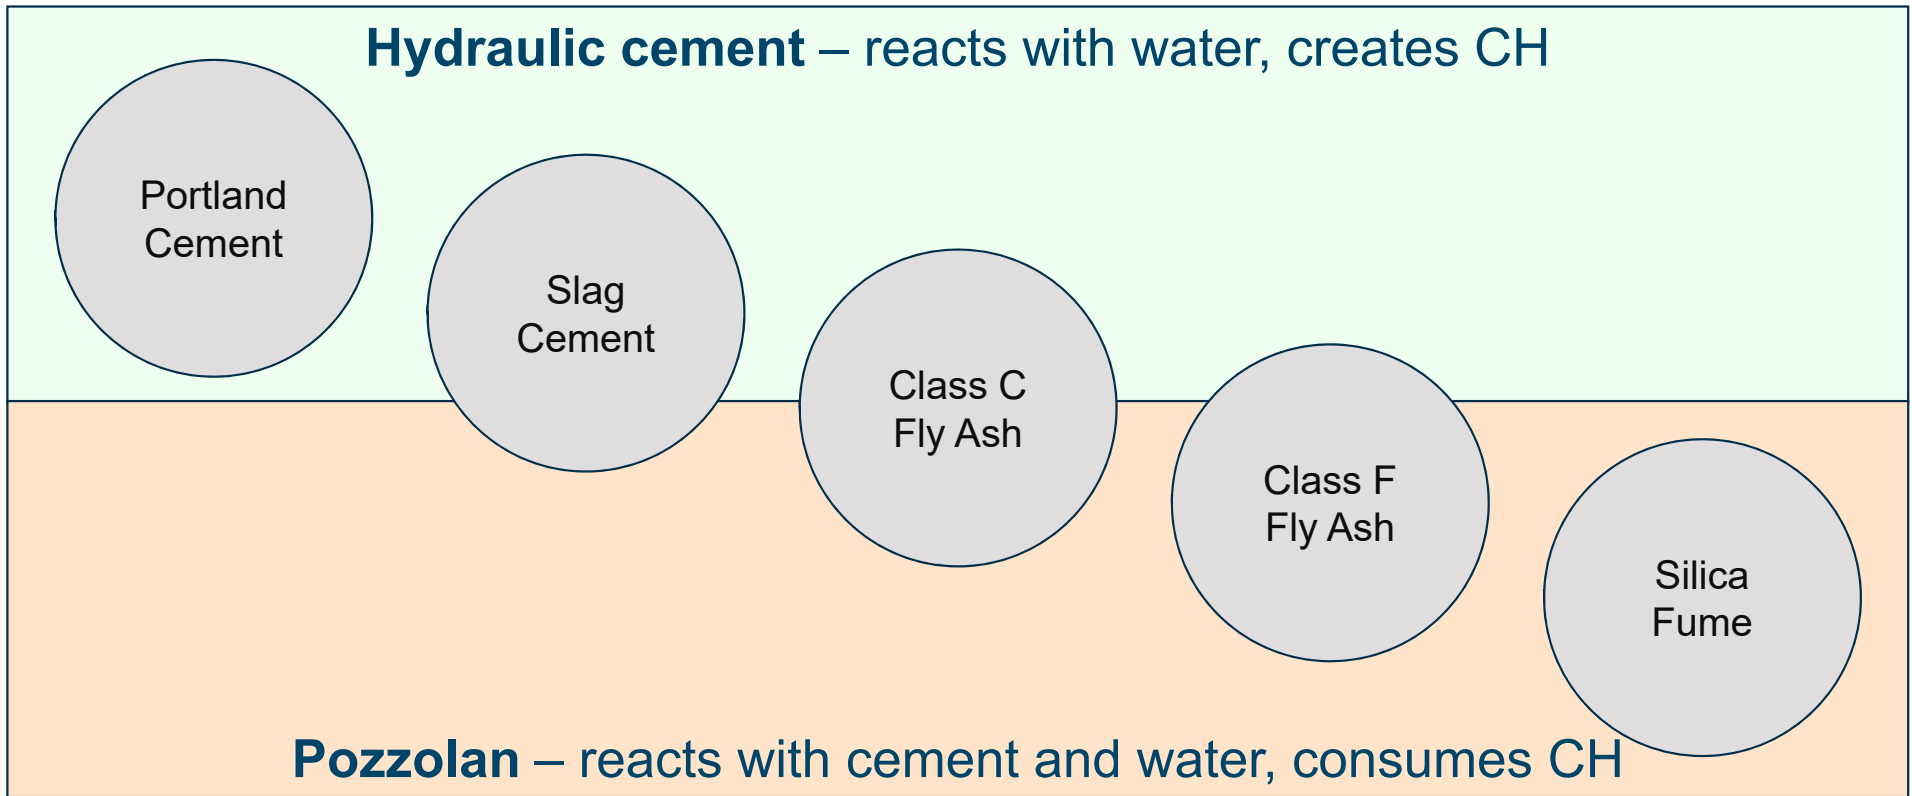 Hydraulic cement – reacts with water, creates CH
Portland
Cement
Slag
Cement
Class C
Fly Ash
Class F
Fly Ash
Silica
Fume
Pozzolan – reacts with cement and water, consumes CH